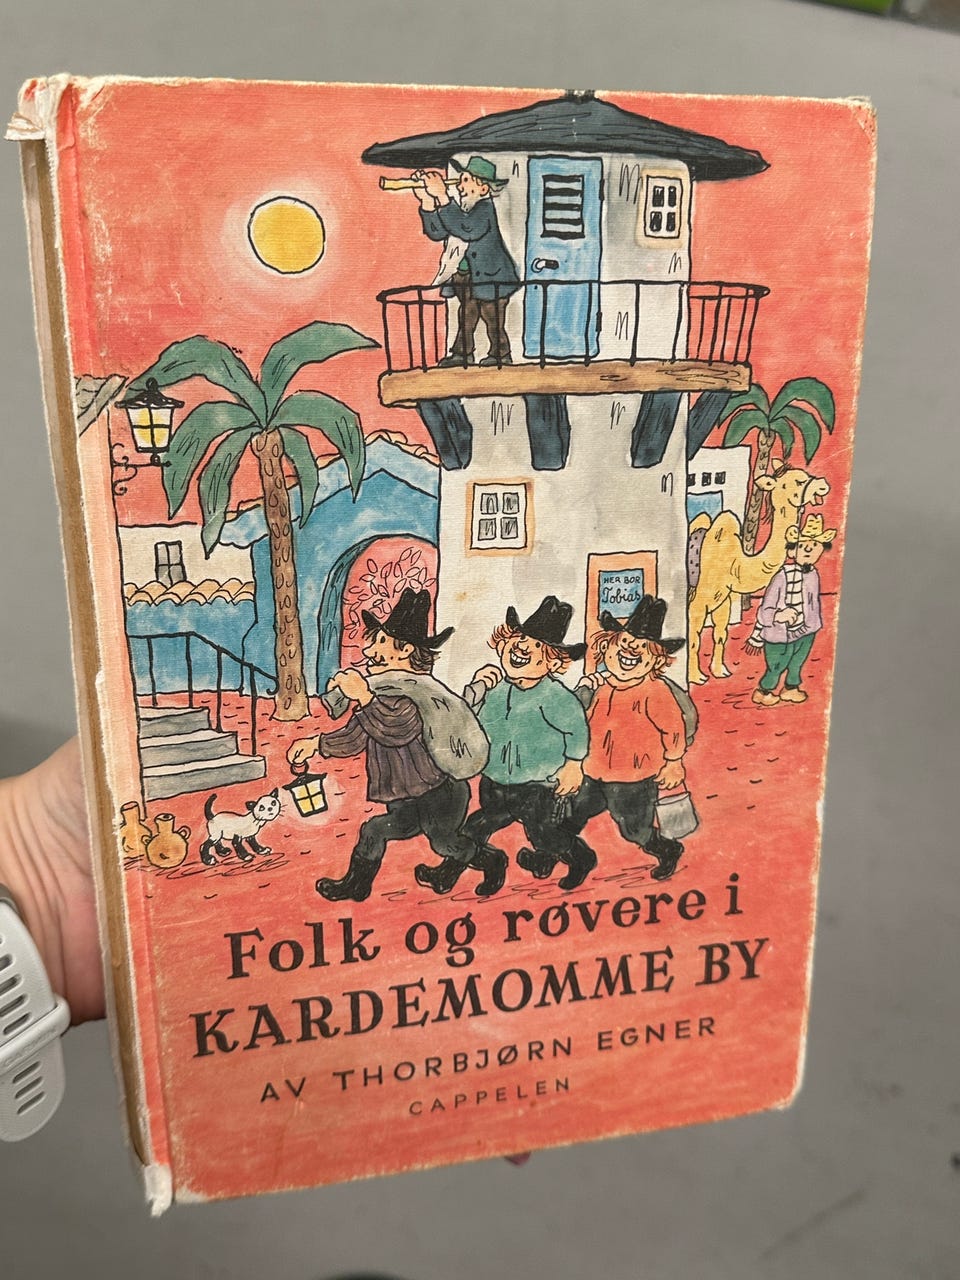 HER BOR
Tobias
Folk og røvere i
KARDEMOMME BY
AV THORBJØRN EGNER
CAPPELEN